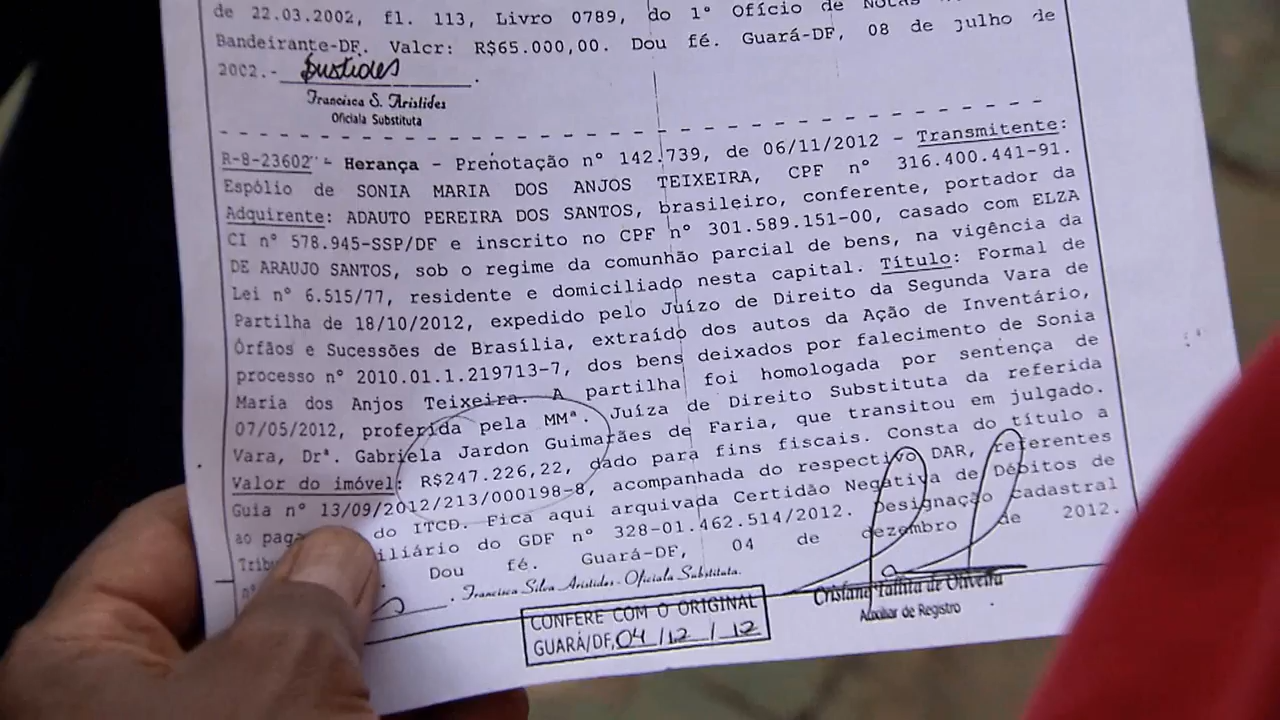 de 22.03.2002, fl. 113, Livro 0789, do 1º Ofício de Notas
Bandeirante-DF. Valor: R$65.000,00. Dou fé. Guará-DF, 08 de julho de
2002.-
Francisca S. Aristides
Oficiala Substituta
R-8-23602 - Herança - Prenotação nº 142.739, de 06/11/2012 - Transmitente:
Espólio de SONIA MARIA DOS ANJOS TEIXEIRA, CPF nº 316.400.441-91.
Adquirente: ADAUTO PEREIRA DOS SANTOS, brasileiro, conferente, portador da
CI nº 578.945-SSP/DF e inscrito no CPF nº 301.589.151-00, casado com ELZA
DE ARAUJO SANTOS, sob o regime da comunhão parcial de bens, na vigência da
Lei nº 6.515/77, residente e domiciliado nesta capital. Título: Formal de
Partilha de 18/10/2012, expedido pelo Juízo de Direito da Segunda Vara de
Órfãos e Sucessões de Brasília, extraído dos autos da Ação de Inventário,
processo nº 2010.01.1.219713-7, dos bens deixados por falecimento de Sonia
Maria dos Anjos Teixeira. A partilha foi homologada por sentença de
07/05/2012, proferida pela MMª. Juíza de Direito Substituta da referida
Vara, Drª. Gabriela Jardon Guimarães de Faria, que transitou em julgado.
Valor do imóvel: R$247.226,22, dado para fins fiscais. Consta do título a
Guia nº 13/09/2012/213/000198-8, acompanhada do respectivo DAR, referentes
ao do ITCD. Fica aqui arquivada Certidão Negativa de Débitos de
iliário do GDF nº 328-01.462.514/2012. Designação cadastral
Dou fé. Guará-DF, 04 de dezembro de 2012.
Francisca Silva Aristides - Oficiala Substituta.
CONFERE COM O ORIGINAL
GUARÁ/DF, 04/12/12
Cristane Tallita de Oliveira
Auxiliar de Registro